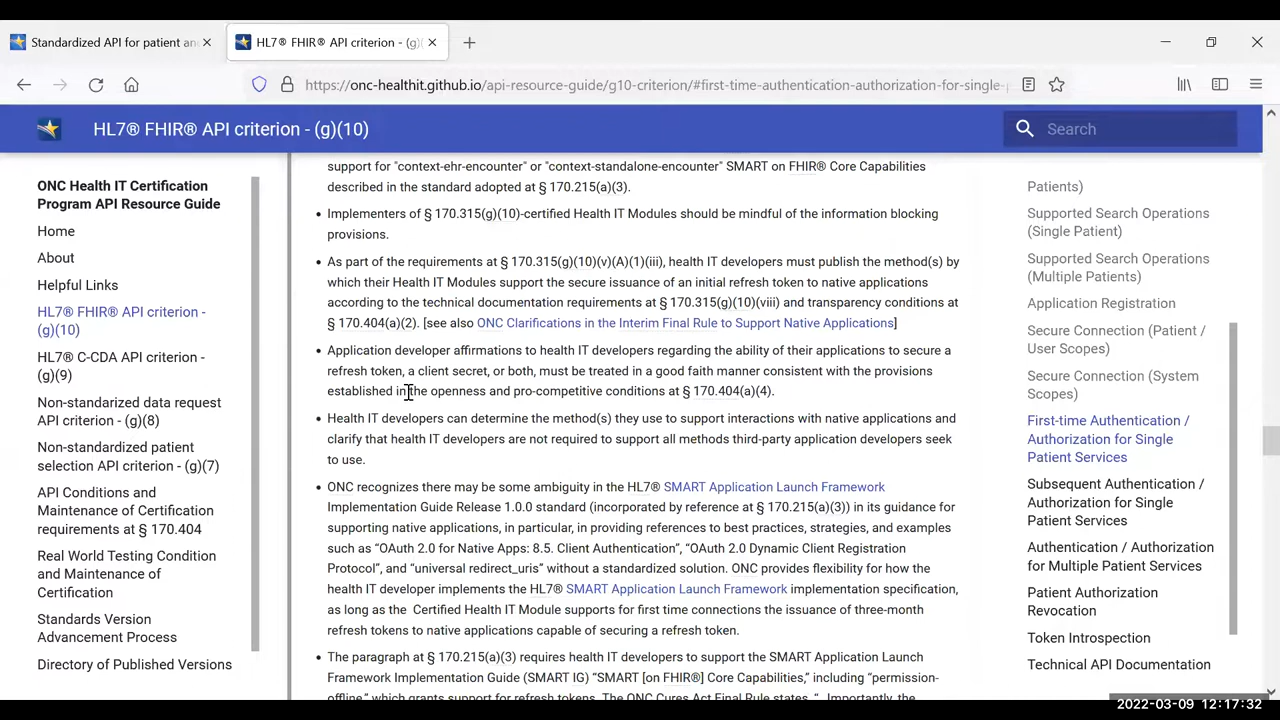 Standardized API for patient an
HL7® FHIR® API criterion - (g)(
https://onc-healthit.github.io/api-resource-guide/g10-criterion/#first-time-authentication-authorization-for-single-
HL7® FHIR® API criterion - (g)(10)
Search
ONC Health IT Certification
Program API Resource Guide
Home
About
Helpful Links
HL7® FHIR® API criterion -
(g)(10)
HL7® C-CDA API criterion -
(g)(9)
Non-standardized data request
API criterion - (g)(8)
Non-standardized patient
selection API criterion - (g)(7)
API Conditions and
Maintenance of Certification
requirements at § 170.404
Real World Testing Condition
and Maintenance of
Certification
Standards Version
Advancement Process
Directory of Published Versions
support for "context-ehr-encounter" or "context-standalone-encounter" SMART on FHIR® Core Capabilities
described in the standard adopted at § 170.215(a)(3).
• Implementers of § 170.315(g)(10)-certified Health IT Modules should be mindful of the information blocking
provisions.
• As part of the requirements at § 170.315(g)(10)(v)(A)(1)(iii), health IT developers must publish the method(s) by
which their Health IT Modules support the secure issuance of an initial refresh token to native applications
according to the technical documentation requirements at § 170.315(g)(10)(viii) and transparency conditions at
§ 170.404(a)(2). [see also ONC Clarifications in the Interim Final Rule to Support Native Applications]
• Application developer affirmations to health IT developers regarding the ability of their applications to secure a
refresh token, a client secret, or both, must be treated in a good faith manner consistent with the provisions
established in the openness and pro-competitive conditions at § 170.404(a)(4).
• Health IT developers can determine the method(s) they use to support interactions with native applications and
clarify that health IT developers are not required to support all methods third-party application developers seek
to use.
• ONC recognizes there may be some ambiguity in the HL7® SMART Application Launch Framework
Implementation Guide Release 1.0.0 standard (incorporated by reference at § 170.215(a)(3)) in its guidance for
supporting native applications, in particular, in providing references to best practices, strategies, and examples
such as “OAuth 2.0 for Native Apps: 8.5. Client Authentication”, “OAuth 2.0 Dynamic Client Registration
Protocol”, and “universal redirect_uris” without a standardized solution. ONC provides flexibility for how the
health IT developer implements the HL7® SMART Application Launch Framework implementation specification,
as long as the Certified Health IT Module supports for first time connections the issuance of three-month
refresh tokens to native applications capable of securing a refresh token.
• The paragraph at § 170.215(a)(3) requires health IT developers to support the SMART Application Launch
Framework Implementation Guide (SMART IG) “SMART [on FHIR®] Core Capabilities,” including “permission-
offline,” which grants support for refresh tokens. The ONC Cures Act Final Rule states, “...Importantly, the
Patients)
Supported Search Operations
(Single Patient)
Supported Search Operations
(Multiple Patients)
Application Registration
Secure Connection (Patient /
User Scopes)
Secure Connection (System
Scopes)
First-time Authentication /
Authorization for Single
Patient Services
Subsequent Authentication /
Authorization for Single
Patient Services
Authentication / Authorization
for Multiple Patient Services
Patient Authorization
Revocation
Token Introspection
Technical API Documentation
2022-03-09 12:17:32